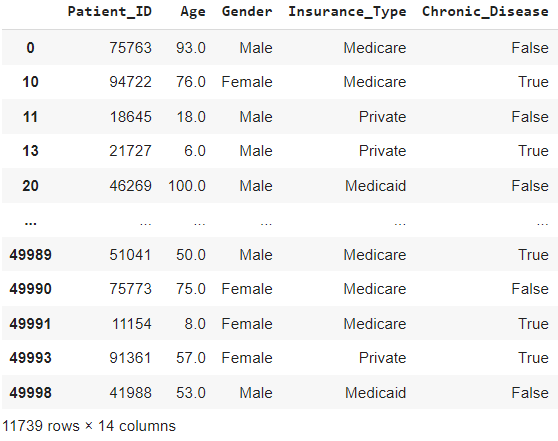 Patient_ID Age Gender Insurance_Type Chronic_Disease
0 75763 93.0 Male Medicare False
10 94722 76.0 Female Medicare True
11 18645 18.0 Male Private False
13 21727 6.0 Male Private True
20 46269 100.0 Male Medicaid False
... ... ... ... ... ...
49989 51041 50.0 Male Medicare True
49990 75773 75.0 Female Medicare False
49991 11154 8.0 Female Medicare True
49993 91361 57.0 Female Private True
49998 41988 53.0 Male Medicaid False
11739 rows × 14 columns